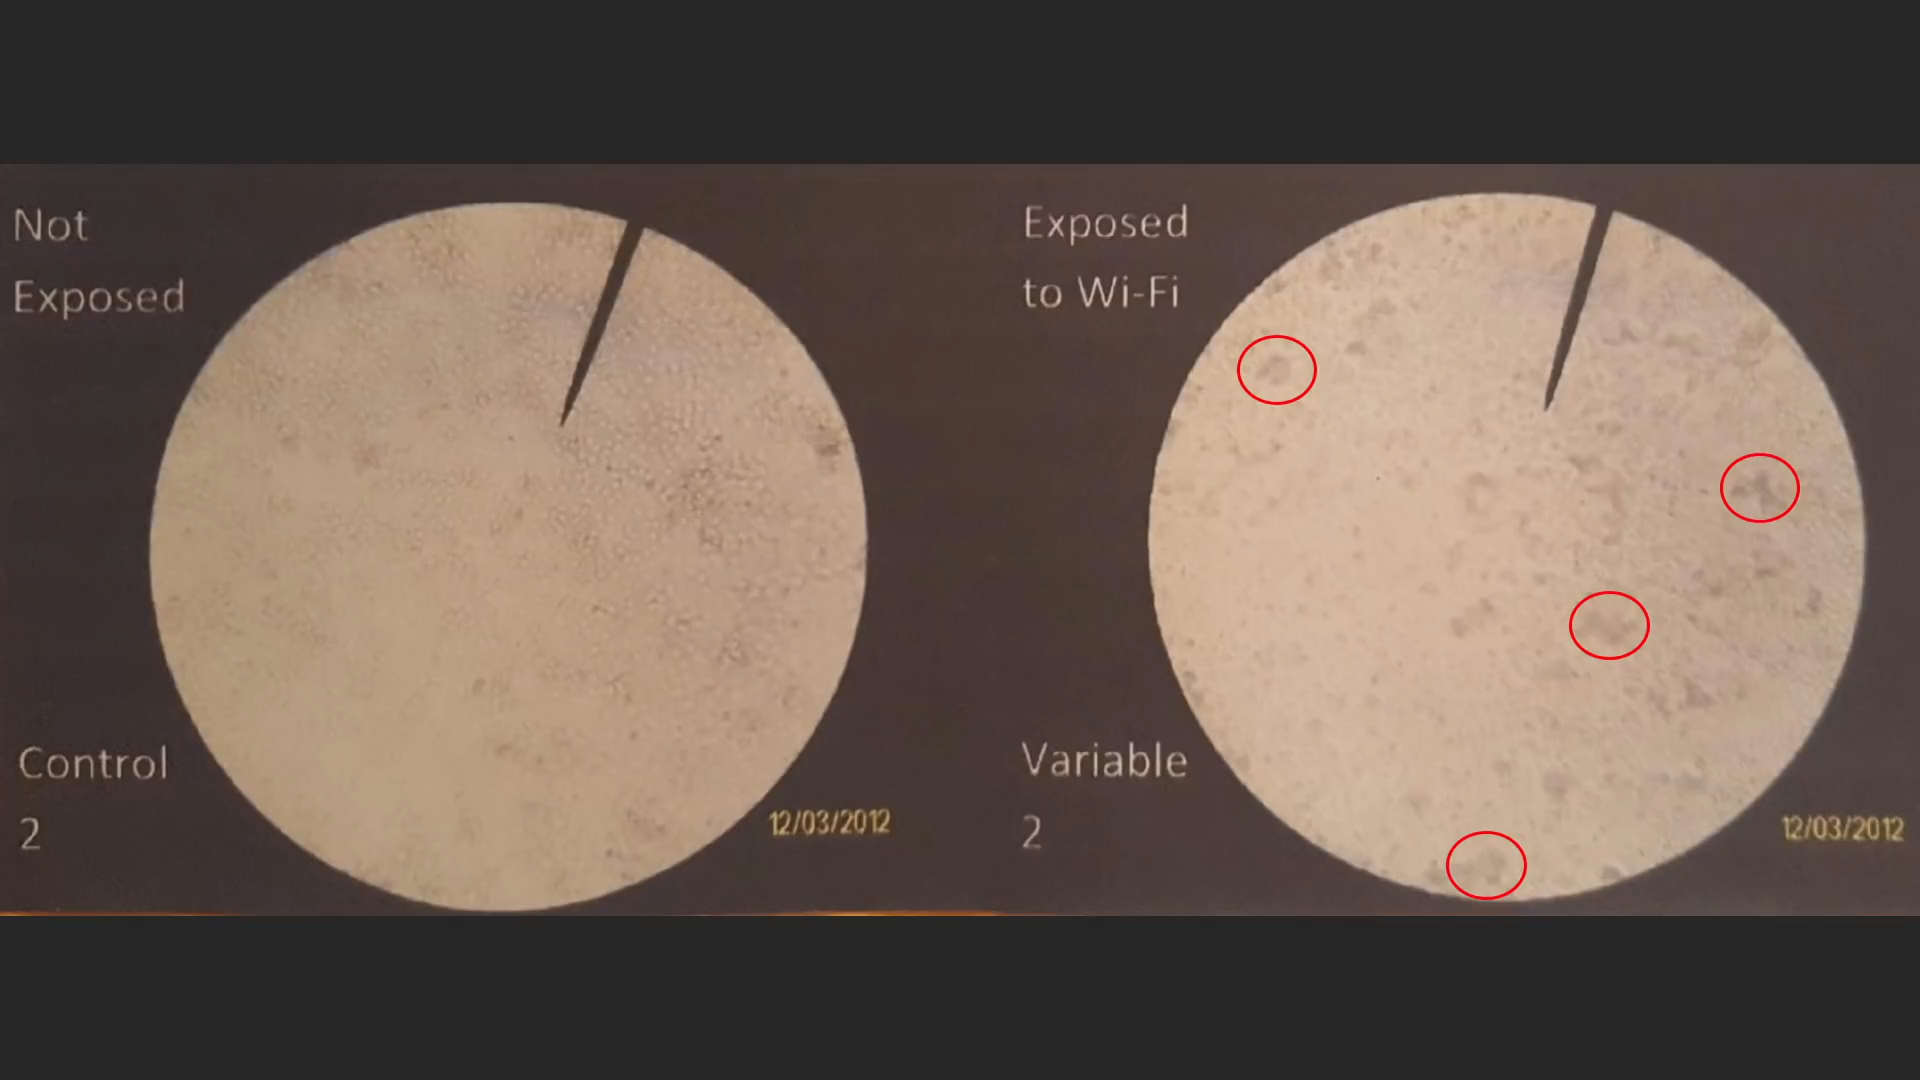 Not
Exposed
Control
2
12/03/2012
Exposed
to Wi-Fi
Variable
2
12/03/2012